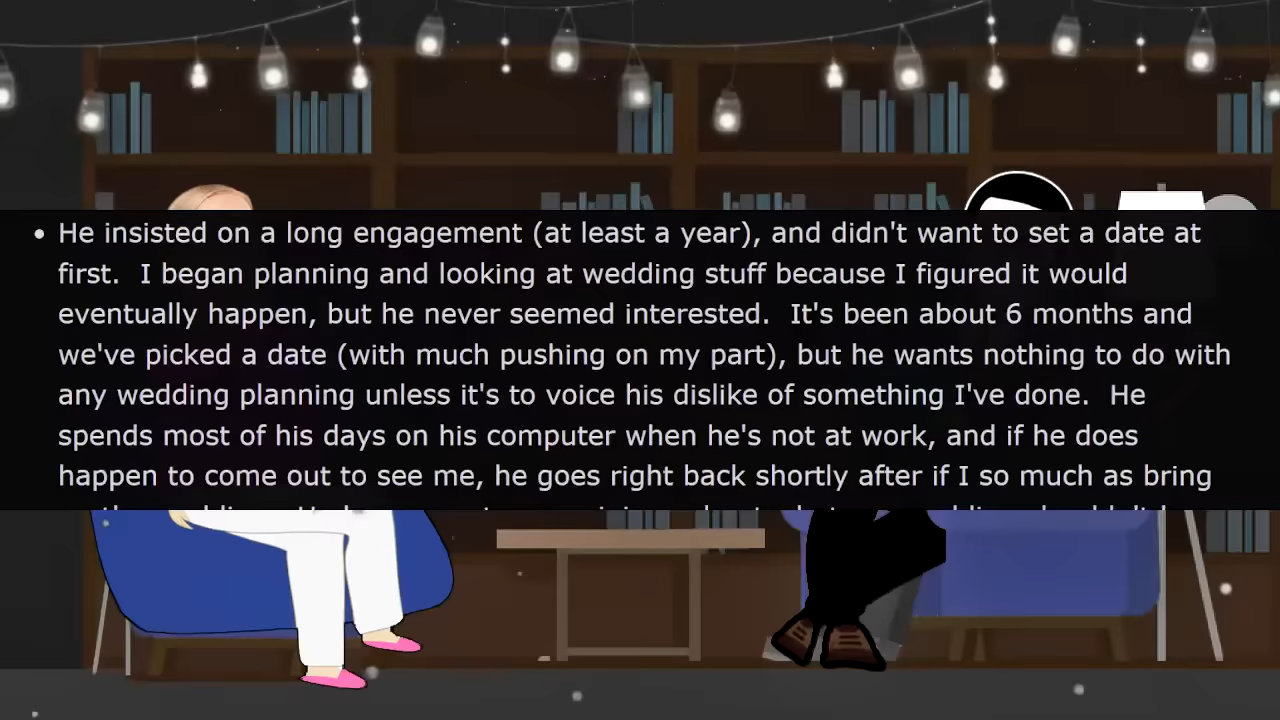 • He insisted on a long engagement (at least a year), and didn't want to set a date at
first.  I began planning and looking at wedding stuff because I figured it would
eventually happen, but he never seemed interested.  It's been about 6 months and
we've picked a date (with much pushing on my part), but he wants nothing to do with
any wedding planning unless it's to voice his dislike of something I've done.  He
spends most of his days on his computer when he's not at work, and if he does
happen to come out to see me, he goes right back shortly after if I so much as bring